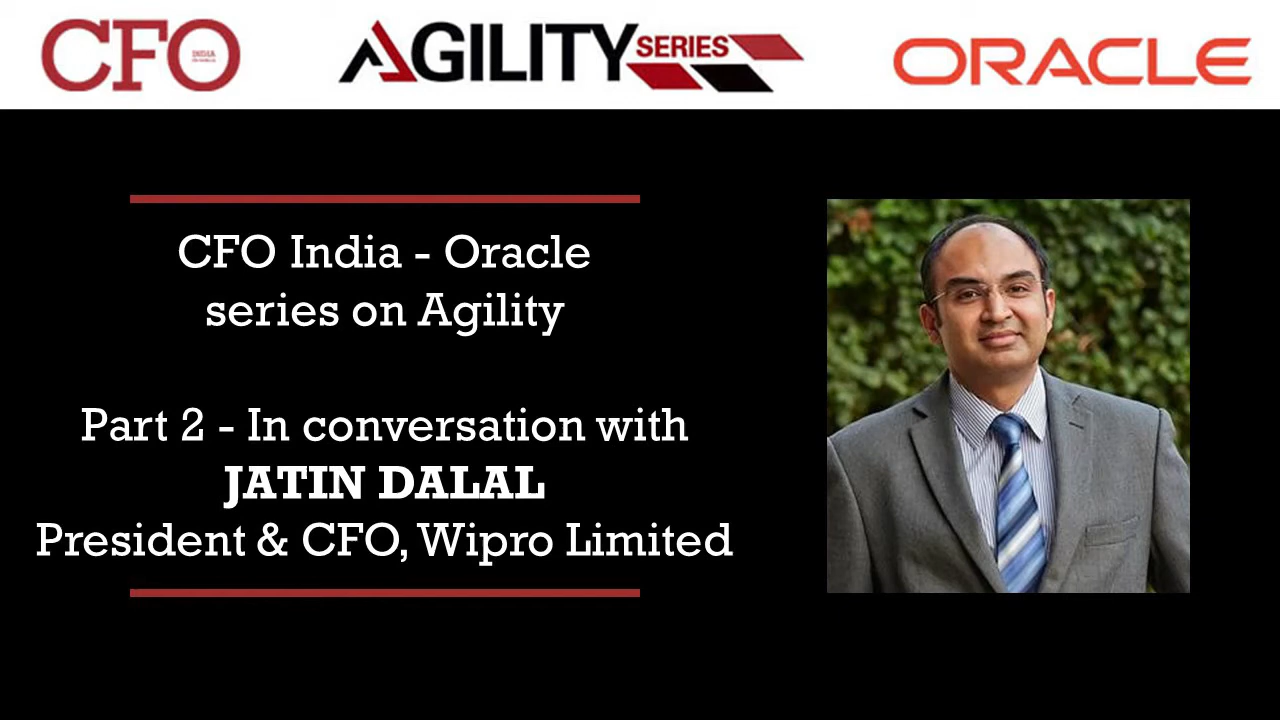 CFO
AGILITY SERIES
ORACLE
CFO India - Oracle
series on Agility
Part 2 - In conversation with
JATIN DALAL
President & CFO, Wipro Limited